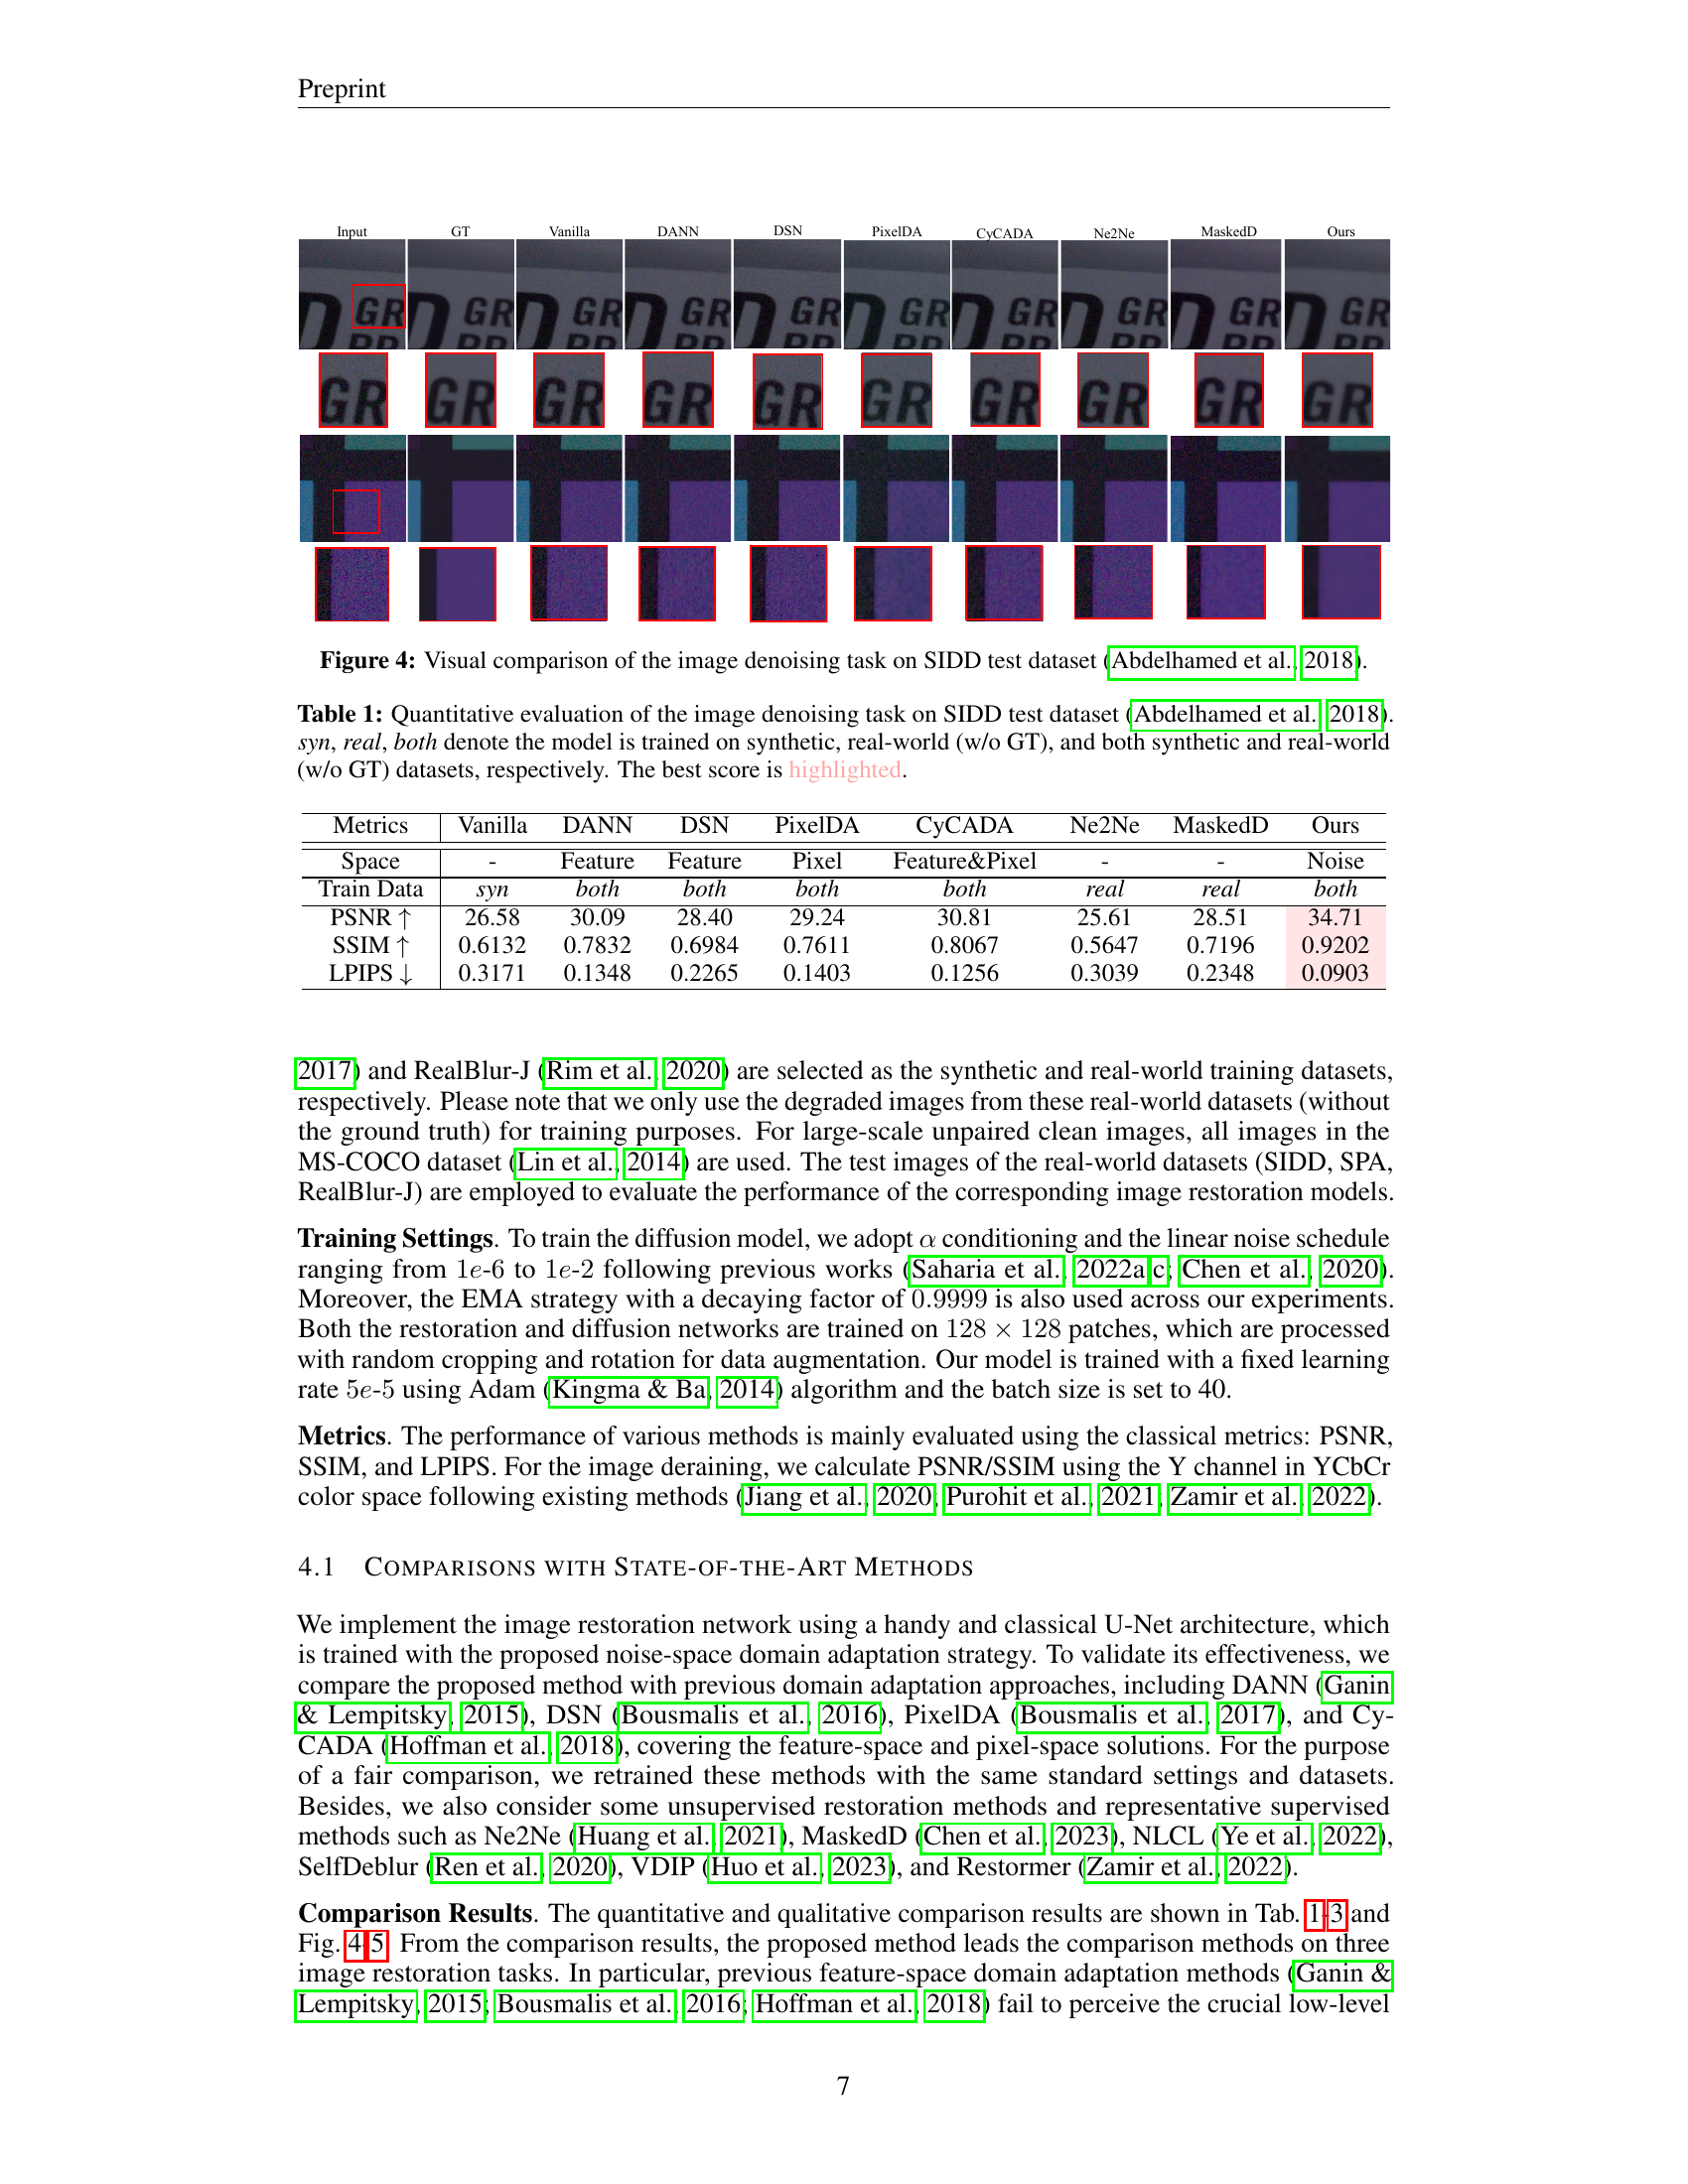 Preprint
Input GT Vanilla DANN DSN PixelDA CyCADA Ne2Ne MaskedD Ours
Figure 4: Visual comparison of the image denoising task on SIDD test dataset (Abdelhamed et al., 2018).
Table 1: Quantitative evaluation of the image denoising task on SIDD test dataset (Abdelhamed et al., 2018).
syn, real, both denote the model is trained on synthetic, real-world (w/o GT), and both synthetic and real-world
(w/o GT) datasets, respectively. The best score is highlighted.
Metrics Vanilla DANN DSN PixelDA CyCADA Ne2Ne MaskedD Ours
Space - Feature Feature Pixel Feature&Pixel - - Noise
Train Data syn both both both both real real both
PSNR ↑ 26.58 30.09 28.40 29.24 30.81 25.61 28.51 34.71
SSIM ↑ 0.6132 0.7832 0.6984 0.7611 0.8067 0.5647 0.7196 0.9202
LPIPS ↓ 0.3171 0.1348 0.2265 0.1403 0.1256 0.3039 0.2348 0.0903
2017) and RealBlur-J (Rim et al., 2020) are selected as the synthetic and real-world training datasets,
respectively. Please note that we only use the degraded images from these real-world datasets (without
the ground truth) for training purposes. For large-scale unpaired clean images, all images in the
MS-COCO dataset (Lin et al., 2014) are used. The test images of the real-world datasets (SIDD, SPA,
RealBlur-J) are employed to evaluate the performance of the corresponding image restoration models.
Training Settings. To train the diffusion model, we adopt α conditioning and the linear noise schedule
ranging from 1e-6 to 1e-2 following previous works (Saharia et al., 2022a;c; Chen et al., 2020).
Moreover, the EMA strategy with a decaying factor of 0.9999 is also used across our experiments.
Both the restoration and diffusion networks are trained on 128 × 128 patches, which are processed
with random cropping and rotation for data augmentation. Our model is trained with a fixed learning
rate 5e-5 using Adam (Kingma & Ba, 2014) algorithm and the batch size is set to 40.
Metrics. The performance of various methods is mainly evaluated using the classical metrics: PSNR,
SSIM, and LPIPS. For the image deraining, we calculate PSNR/SSIM using the Y channel in YCbCr
color space following existing methods (Jiang et al., 2020; Purohit et al., 2021; Zamir et al., 2022).
4.1 COMPARISONS WITH STATE-OF-THE-ART METHODS
We implement the image restoration network using a handy and classical U-Net architecture, which
is trained with the proposed noise-space domain adaptation strategy. To validate its effectiveness, we
compare the proposed method with previous domain adaptation approaches, including DANN (Ganin
& Lempitsky, 2015), DSN (Bousmalis et al., 2016), PixelDA (Bousmalis et al., 2017), and Cy-
CADA (Hoffman et al., 2018), covering the feature-space and pixel-space solutions. For the purpose
of a fair comparison, we retrained these methods with the same standard settings and datasets.
Besides, we also consider some unsupervised restoration methods and representative supervised
methods such as Ne2Ne (Huang et al., 2021), MaskedD (Chen et al., 2023), NLCL (Ye et al., 2022),
SelfDeblur (Ren et al., 2020), VDIP (Huo et al., 2023), and Restormer (Zamir et al., 2022).
Comparison Results. The quantitative and qualitative comparison results are shown in Tab. 1-3 and
Fig. 4-5. From the comparison results, the proposed method leads the comparison methods on three
image restoration tasks. In particular, previous feature-space domain adaptation methods (Ganin &
Lempitsky, 2015; Bousmalis et al., 2016; Hoffman et al., 2018) fail to perceive the crucial low-level
7